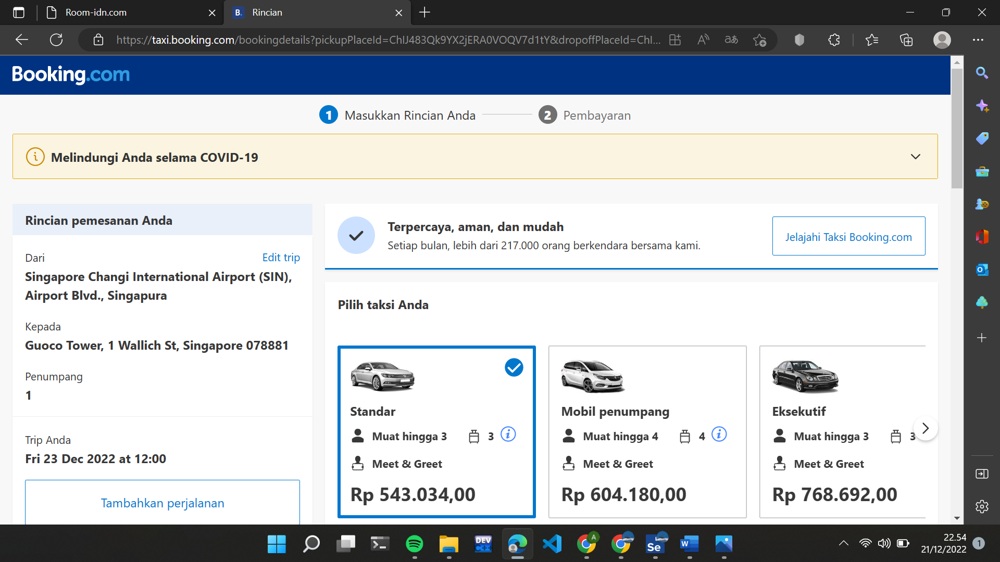 Room-idn.com
B. Rincian
https://taxi.booking.com/bookingdetails?pickupPlaceId=ChIJ483Qk9YX2jERA0VOQV7d1tY&dropoffPlaceId=ChI...
Booking.com
1 Masukkan Rincian Anda 2 Pembayaran
Melindungi Anda selama COVID-19
Rincian pemesanan Anda
Dari Edit trip
Singapore Changi International Airport (SIN),
Airport Blvd., Singapura
Kepada
Guoco Tower, 1 Wallich St, Singapore 078881
Penumpang
1
Trip Anda
Fri 23 Dec 2022 at 12:00
Tambahkan perjalanan
Terpercaya, aman, dan mudah
Setiap bulan, lebih dari 217.000 orang berkendara bersama kami.
Jelajahi Taksi Booking.com
Pilih taksi Anda
Standar
Muat hingga 3 3
Meet & Greet
Rp 543.034,00
Mobil penumpang
Muat hingga 4 4
Meet & Greet
Rp 604.180,00
Eksekutif
Muat hingga 3 3
Meet & Greet
Rp 768.692,00
DEV
C++
A
Se
W
22.54
21/12/2022
1